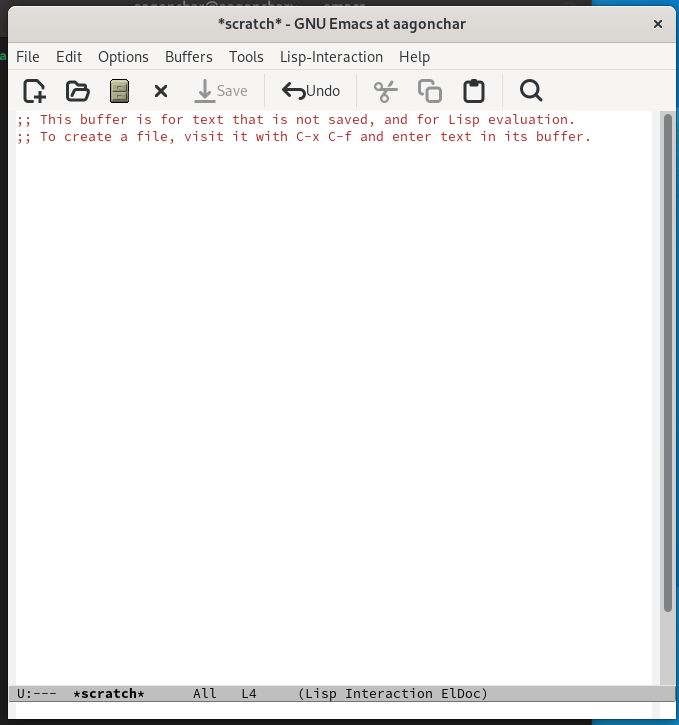 *scratch* - GNU Emacs at aagonchar
File Edit Options Buffers Tools Lisp-Interaction Help
Save Undo
;; This buffer is for text that is not saved, and for Lisp evaluation.
;; To create a file, visit it with C-x C-f and enter text in its buffer.
U:--- *scratch* All L4 (Lisp Interaction ElDoc)